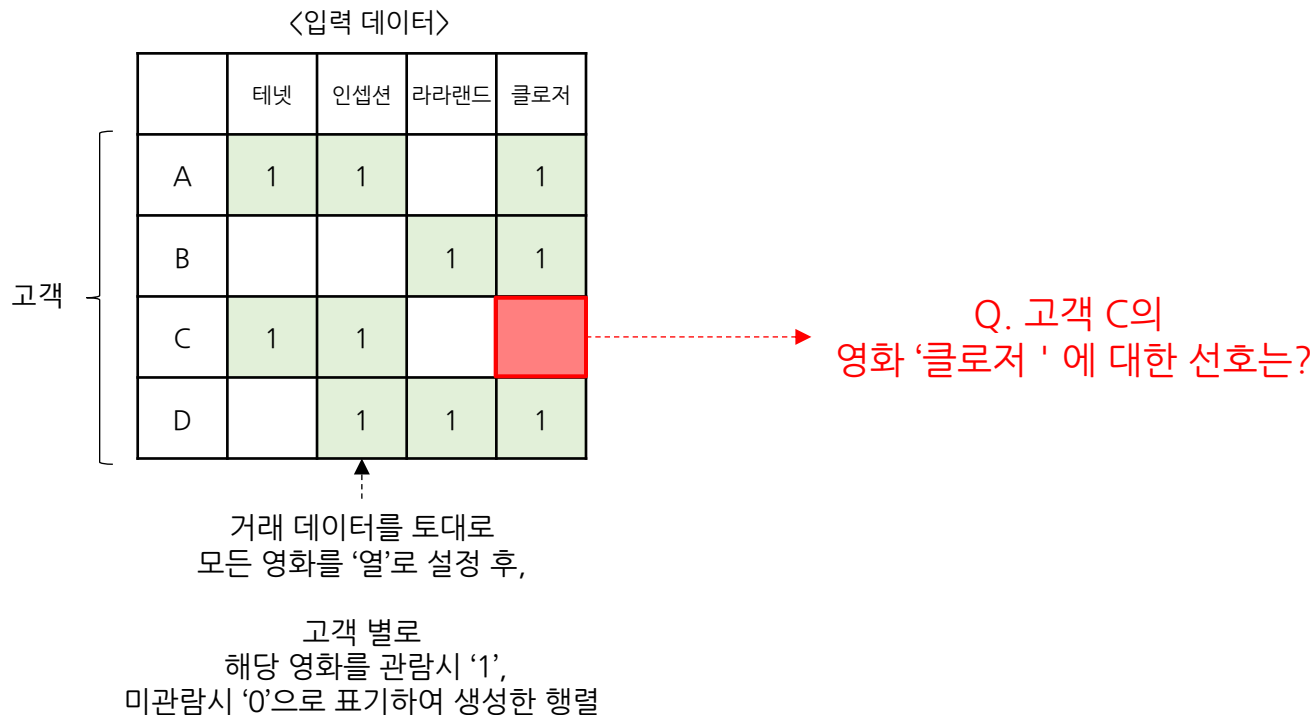 <입력 데이터>
테넷 인셉션 라라랜드 클로저
A 1 1 1
B 1 1
고객
C 1 1
D 1 1 1
Q. 고객 C의
영화 ‘클로저 ' 에 대한 선호는?
거래 데이터를 토대로
모든 영화를 ‘열’로 설정 후,
고객 별로
해당 영화를 관람시 ‘1’,
미관람시 ‘0’으로 표기하여 생성한 행렬